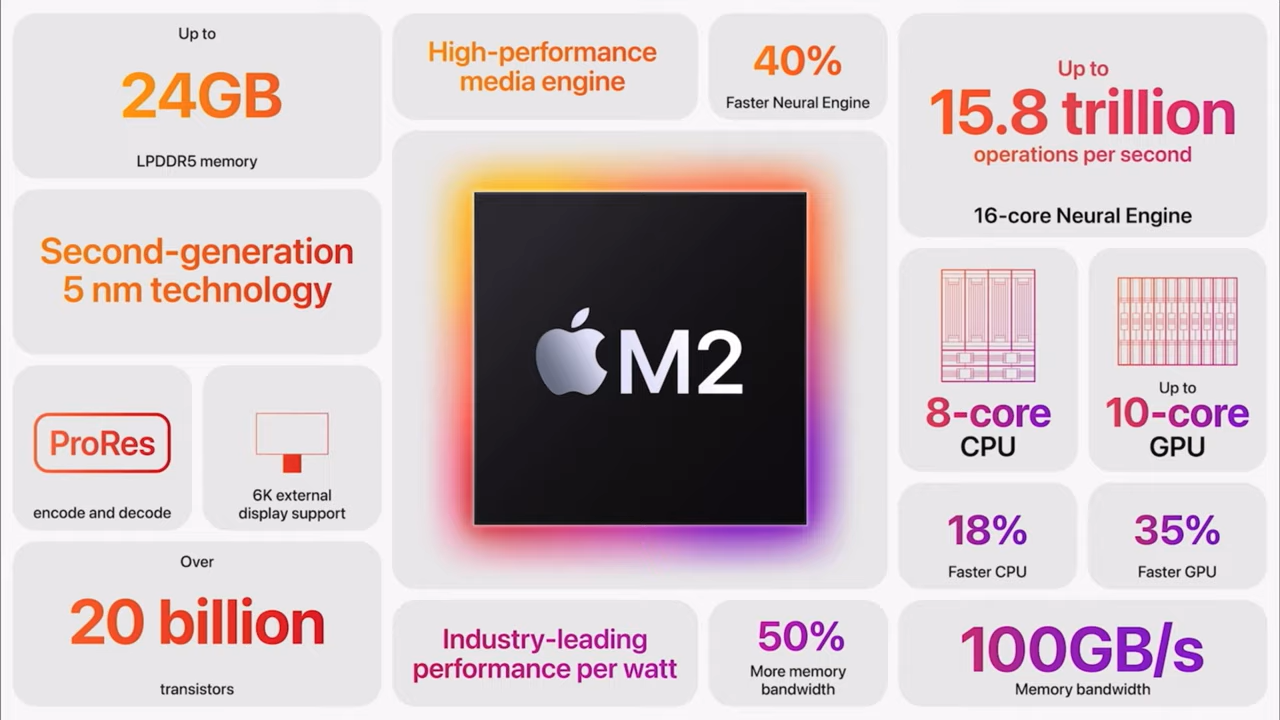 Up to
24GB
LPDDR5 memory
High-performance
media engine
40%
Faster Neural Engine
Up to
15.8 trillion
operations per second
16-core Neural Engine
Second-generation
5 nm technology
M2
8-core
CPU
Up to
10-core
GPU
ProRes
encode and decode
6K external
display support
18%
Faster CPU
35%
Faster GPU
Over
20 billion
transistors
Industry-leading
performance per watt
50%
More memory
bandwidth
100GB/s
Memory bandwidth